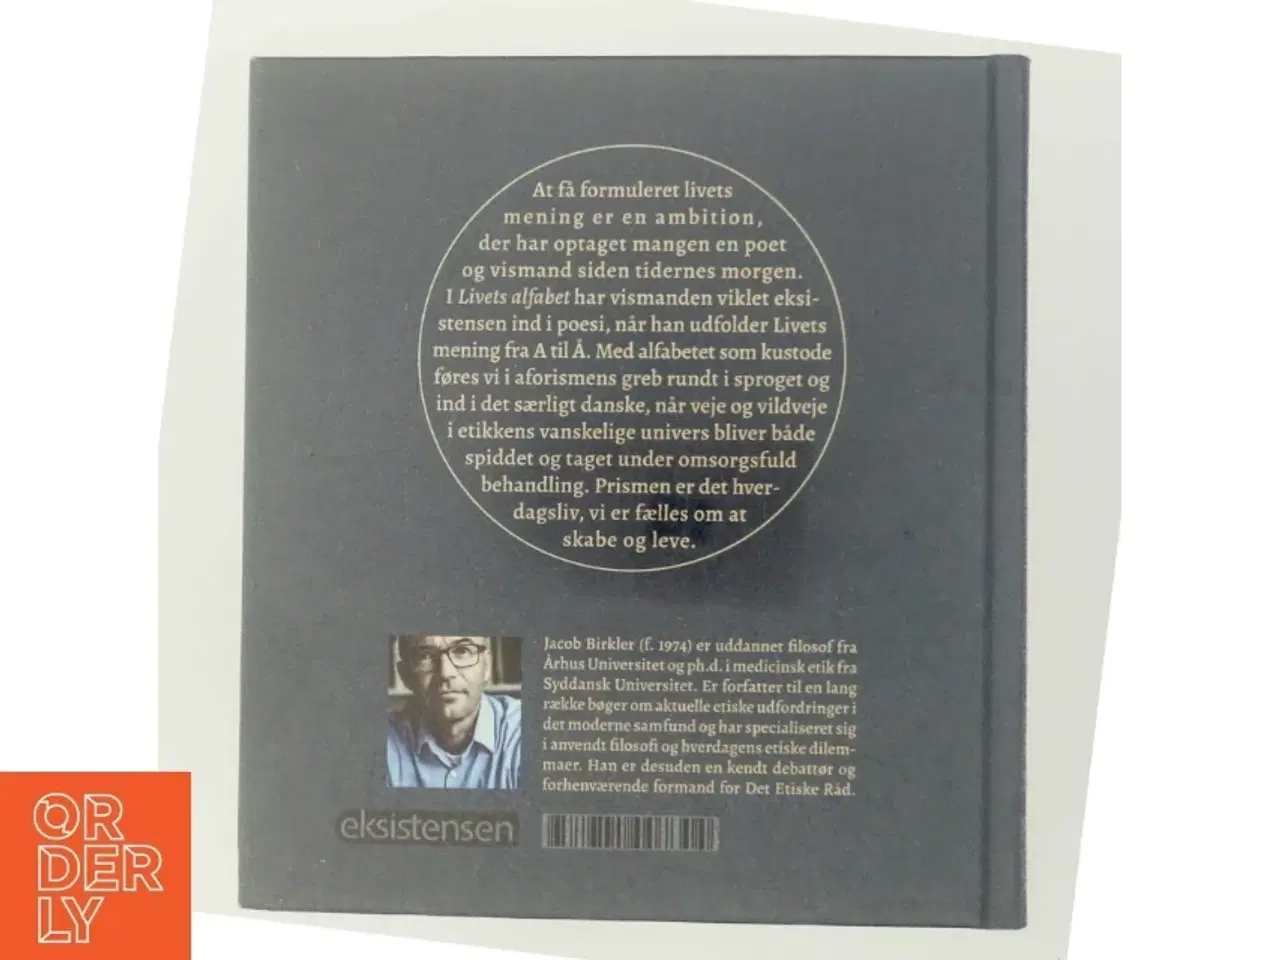 At få formuleret livets
mening er en ambition,
der har optaget mangen en poet
og vismand siden tidernes morgen.
I Livets alfabet har vismanden viklet eksi-
stensen ind i poesi, når han udfolder Livets
mening fra A til Å. Med alfabetet som kustode
føres vi i aforismens greb rundt i sproget og
ind i det særligt danske, når veje og vildveje
i etikkens vanskelige univers bliver både
spiddet og taget under omsorgsfuld
behandling. Prismen er det hver-
dagsliv, vi er fælles om at
skabe og leve.
Jacob Birkler (f. 1974) er uddannet filosof fra
Århus Universitet og ph.d. i medicinsk etik fra
Syddansk Universitet. Er forfatter til en lang
række bøger om aktuelle etiske udfordringer i
det moderne samfund og har specialiseret sig
i anvendt filosofi og hverdagens etiske dilem-
maer. Han er desuden en kendt debattør og
forhenværende formand for Det Etiske Råd.
eksistensen
OR
DER
LY